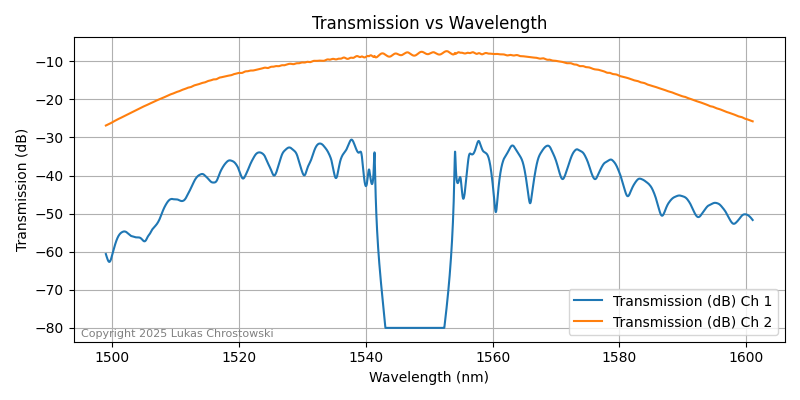 Transmission vs Wavelength
Transmission (dB)
−10
−20
−30
−40
−50
−60
−70
−80
Copyright 2025 Lukas Chrostowski
Transmission (dB) Ch 1
Transmission (dB) Ch 2
1500
1520
1540
1560
1580
1600
Wavelength (nm)